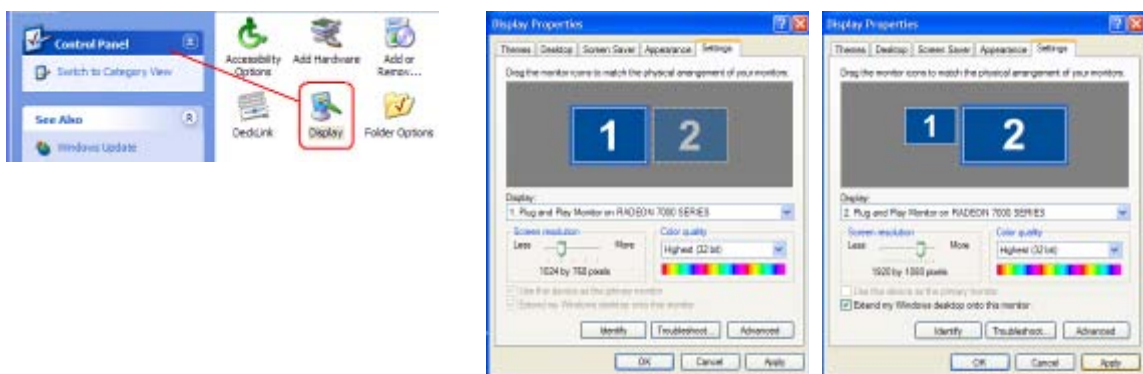 Control Panel
Switch to Category View
See Also
Windows Update
Accessibility Options
Add Hardware
Add or Remov...
DeckLink
Display
Folder Options
Display Properties
Themes Desktop Screen Saver Appearance Settings
Drag the monitor icons to match the physical arrangement of your monitors.
1 2
Display:
1. Plug and Play Monitor on RADEON 7000 SERIES
Screen resolution
Less More
1024 by 768 pixels
Color quality
Highest (32 bit)
Use this device as the primary monitor
Extend my Windows desktop onto this monitor
Identify Troubleshoot... Advanced
OK Cancel Apply
Display Properties
Themes Desktop Screen Saver Appearance Settings
Drag the monitor icons to match the physical arrangement of your monitors.
1 2
Display:
2. Plug and Play Monitor on RADEON 7000 SERIES
Screen resolution
Less More
1920 by 1080 pixels
Color quality
Highest (32 bit)
Use this device as the primary monitor
Extend my Windows desktop onto this monitor
Identify Troubleshoot... Advanced
OK Cancel Apply